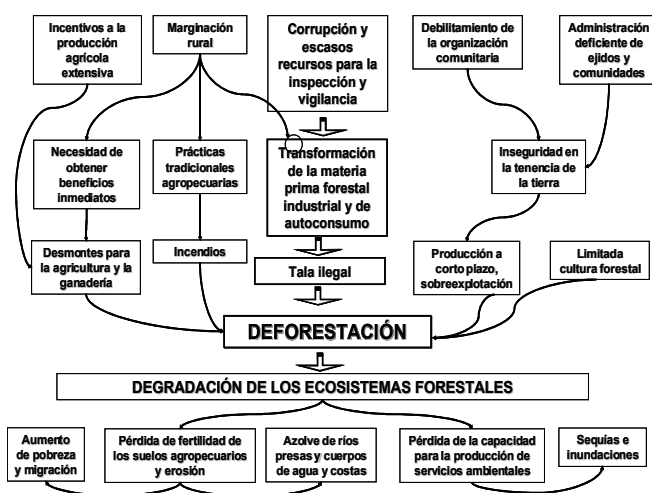 Incentivos a la
producción
agrícola
extensiva
Marginación
rural
Corrupción y
escasos
recursos para la
inspección y
vigilancia
Debilitamiento de
la organización
comunitaria
Administración
deficiente de
ejidos y
comunidades
Necesidad de
obtener
beneficios
inmediatos
Prácticas
tradicionales
agropecuarias
Transformación
de la materia
prima forestal
industrial y de
autoconsumo
Inseguridad en
la tenencia de
la tierra
Desmontes para
la agricultura y la
ganadería
Incendios
Tala ilegal
Producción a
corto plazo,
sobreexplotación
Limitada
cultura forestal
DEFORESTACIÓN
DEGRADACIÓN DE LOS ECOSISTEMAS FORESTALES
Aumento
de pobreza
y migración
Pérdida de fertilidad de
los suelos agropecuarios
y erosión
Azolve de ríos
presas y cuerpos
de agua y costas
Pérdida de la capacidad
para la producción de
servicios ambientales
Sequías e
inundaciones